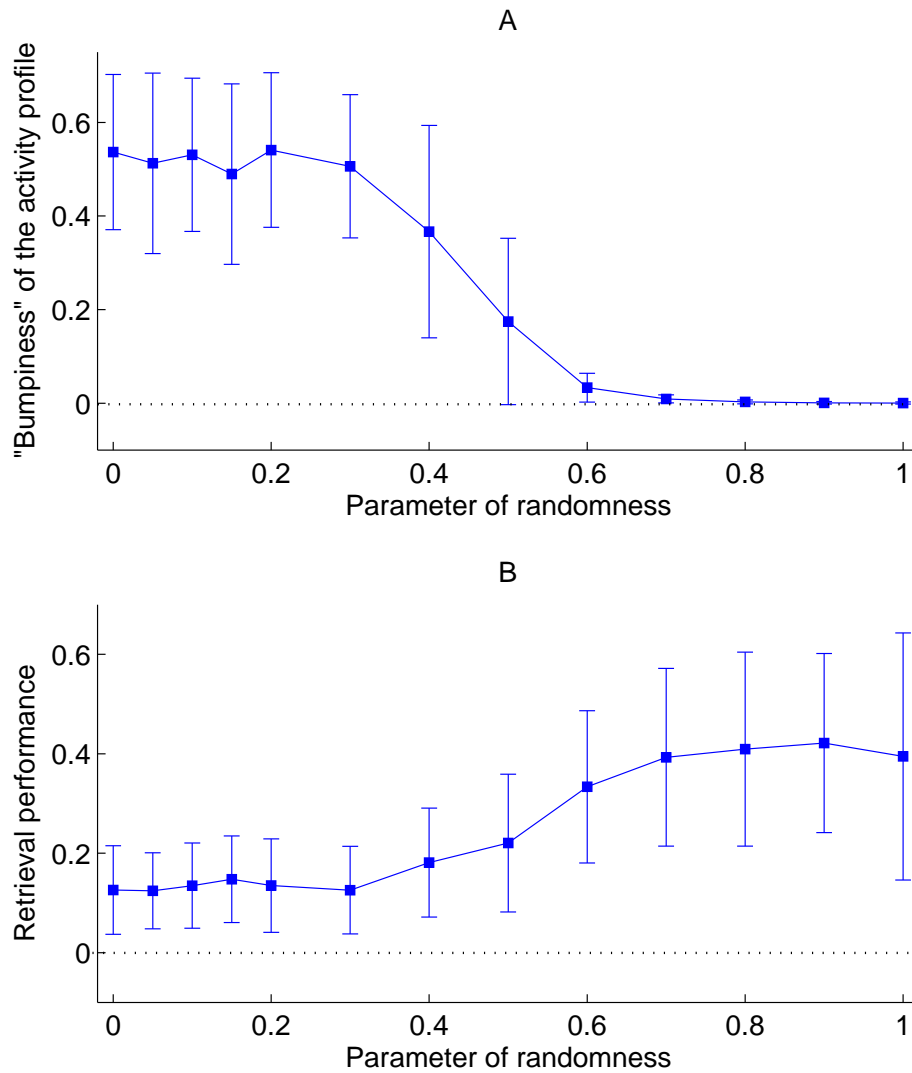 A
"Bumpiness" of the activity profile
0.6
0.4
0.2
0
0 0.2 0.4 0.6 0.8 1
Parameter of randomness
B
Retrieval performance
0.6
0.4
0.2
0
0 0.2 0.4 0.6 0.8 1
Parameter of randomness